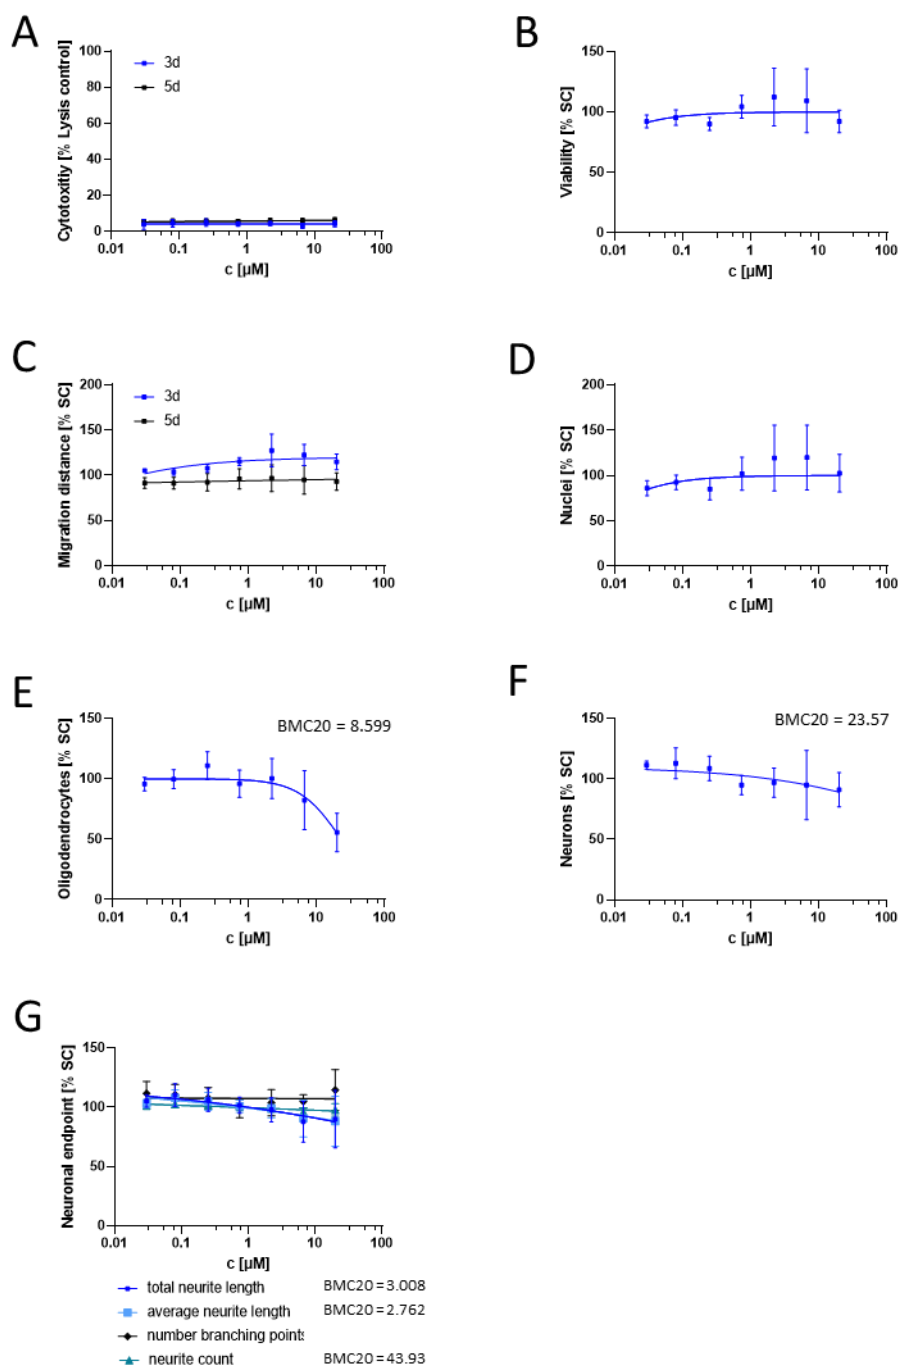 A
Cytotoxitiy [% Lysis control]
100
80
60
40
20
0
3d
5d
0.01 0.1 1 10 100
c [µM]
B
Viability [% SC]
150
100
50
0
0.01 0.1 1 10 100
c [µM]
C
Migration distance [% SC]
200
150
100
50
0
3d
5d
0.01 0.1 1 10 100
c [µM]
D
Nuclei [% SC]
200
150
100
50
0
0.01 0.1 1 10 100
c [µM]
E
Oligodendrocytes [% SC]
150
100
50
0
BMC20 = 8.599
0.01 0.1 1 10 100
c [µM]
F
Neurons [% SC]
150
100
50
0
BMC20 = 23.57
0.01 0.1 1 10 100
c [µM]
G
Neuronal endpoint [% SC]
150
100
50
0
0.01 0.1 1 10 100
c [µM]
total neurite length BMC20 = 3.008
average neurite length BMC20 = 2.762
number branching points
neurite count BMC20 = 43.93